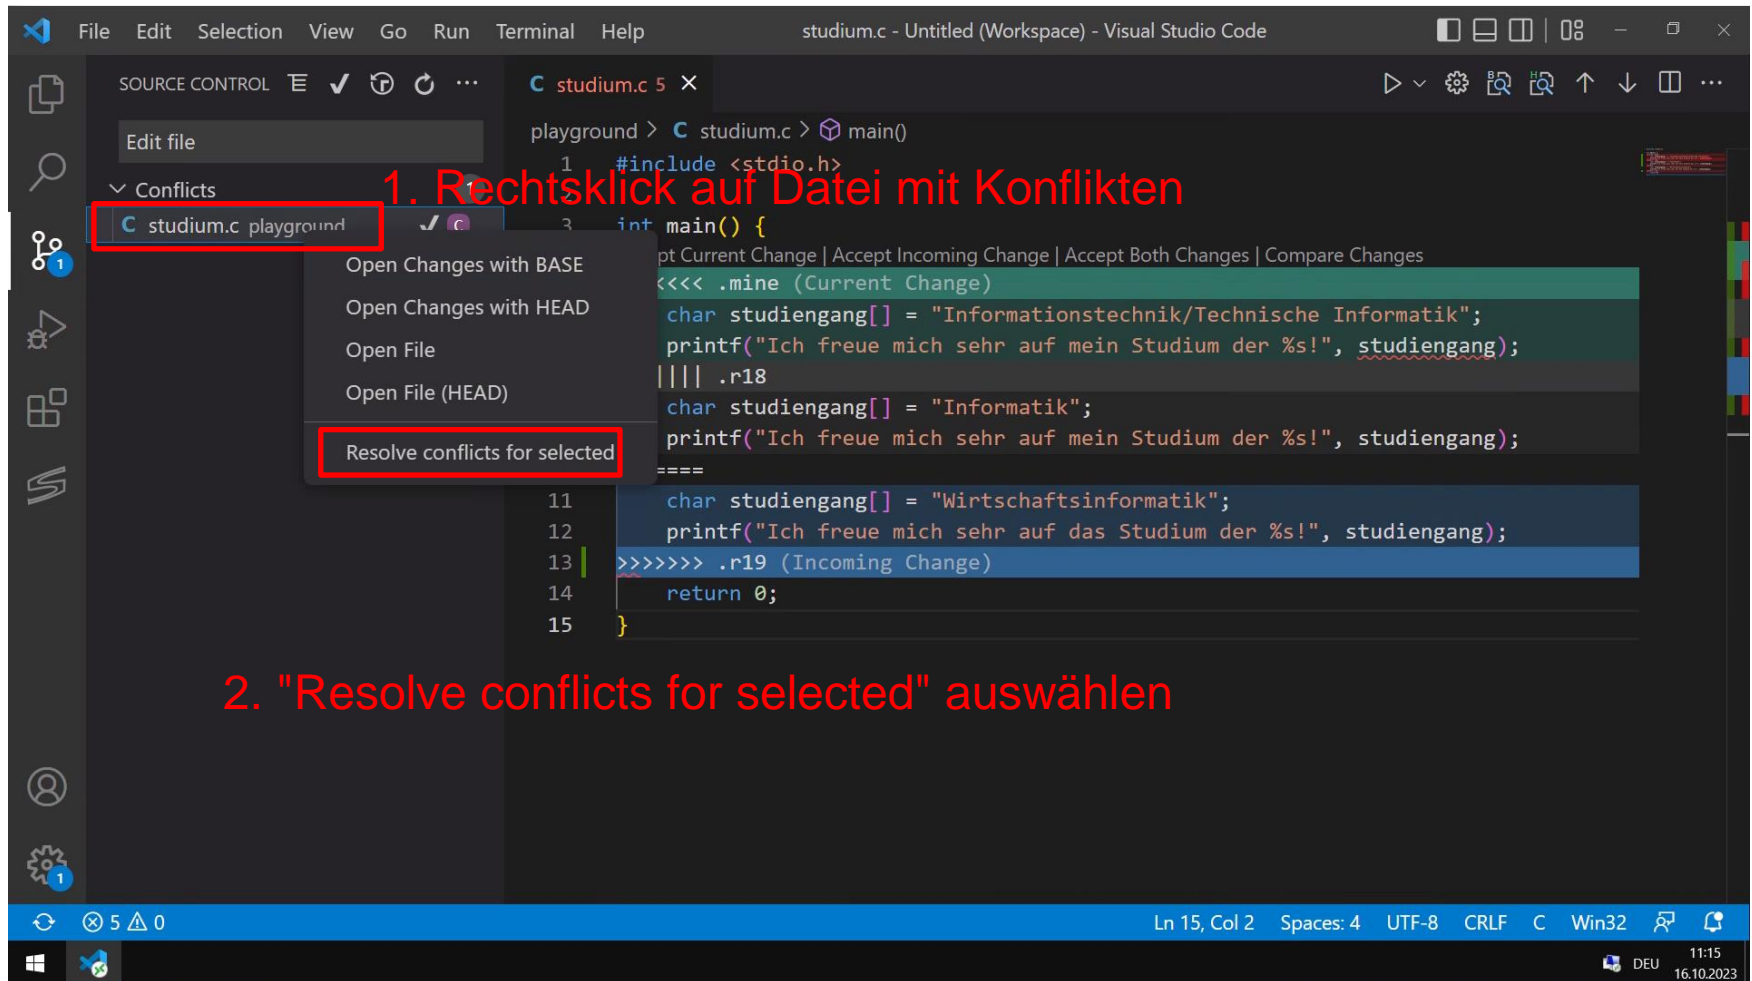 File Edit Selection View Go Run Terminal Help studium.c - Untitled (Workspace) - Visual Studio Code
SOURCE CONTROL
C studium.c 5
Edit file
playground > C studium.c > main()
Conflicts
1. Rechtsklick auf Datei mit Konflikten
C studium.c playground
C
1 #include <stdio.h>
2
3 int main() {
pt Current Change | Accept Incoming Change | Accept Both Changes | Compare Changes
<<<< .mine (Current Change)
char studiengang[] = "Informationstechnik/Technische Informatik";
printf("Ich freue mich sehr auf mein Studium der %s!", studiengang);
|||| .r18
char studiengang[] = "Informatik";
printf("Ich freue mich sehr auf mein Studium der %s!", studiengang);
====
11 char studiengang[] = "Wirtschaftsinformatik";
12 printf("Ich freue mich sehr auf das Studium der %s!", studiengang);
13 >>>>>>> .r19 (Incoming Change)
14 return 0;
15 }
Open Changes with BASE
Open Changes with HEAD
Open File
Open File (HEAD)
Resolve conflicts for selected
2. "Resolve conflicts for selected" auswählen
1
1
5 0
Ln 15, Col 2 Spaces: 4 UTF-8 CRLF C Win32
DEU
11:15
16.10.2023